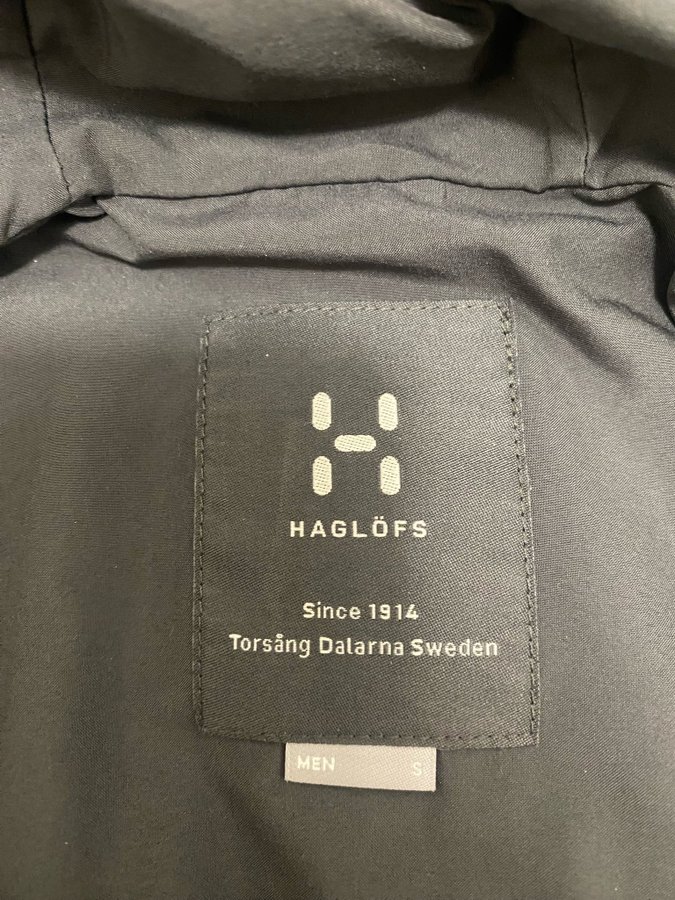 HAGLÖFS
Since 1914
Torsång Dalarna Sweden
MEN S